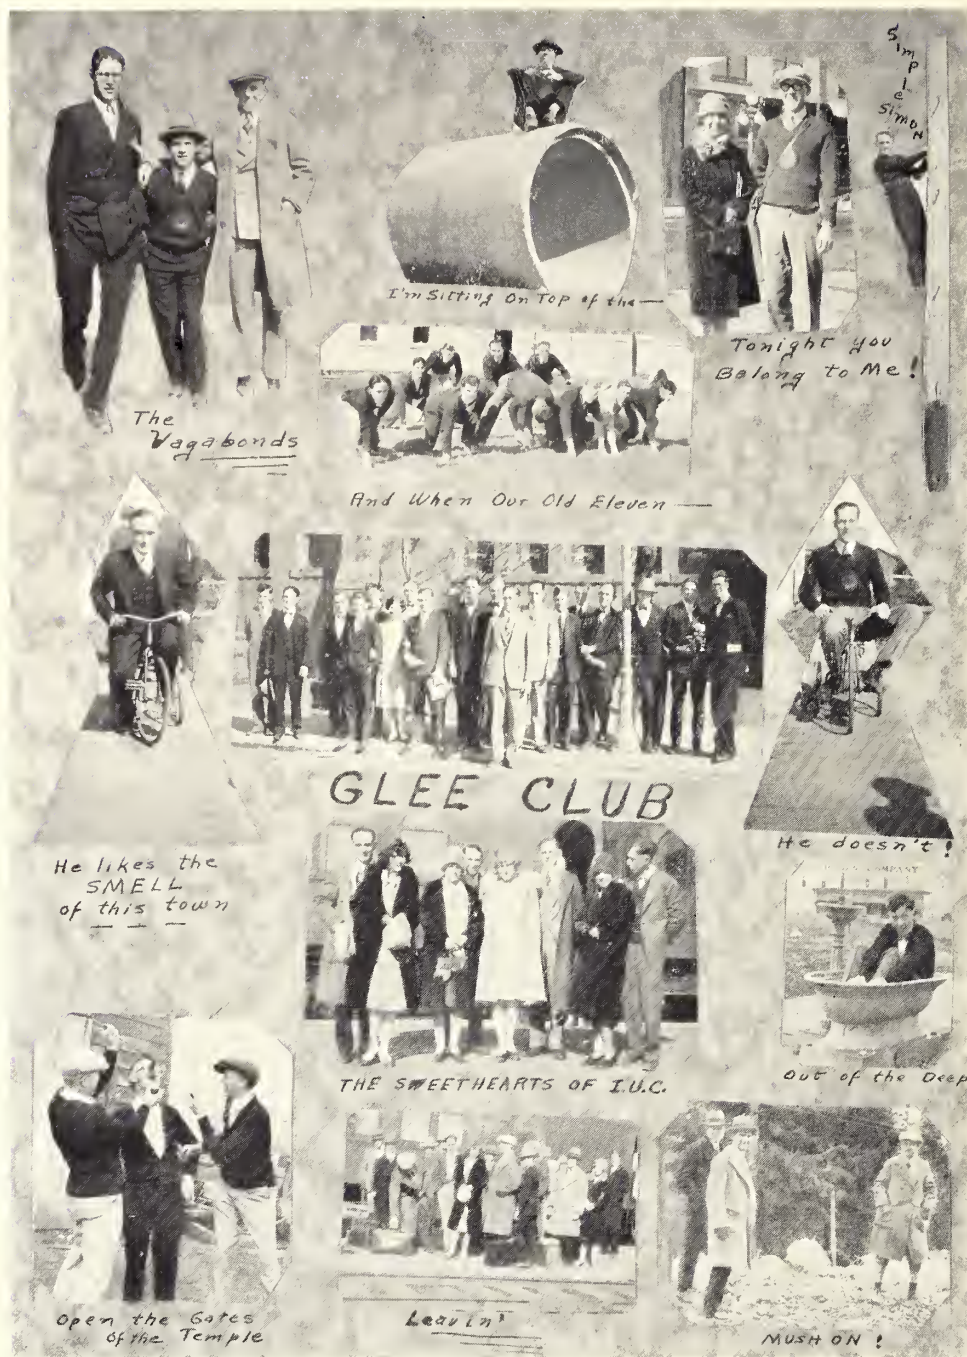 Simple
Simon
I'm Sitting On Top of the —
Tonight you
Belong to Me!
The
Vagabonds
And When Our Old Eleven —
GLEE CLUB
He likes the
SMELL
of this town
He doesn't!
COMPANY
THE SWEETHEARTS OF I.U.C.
Out of the Deep
Open the Gates
Of the Temple
Leavin'
MUSH ON!